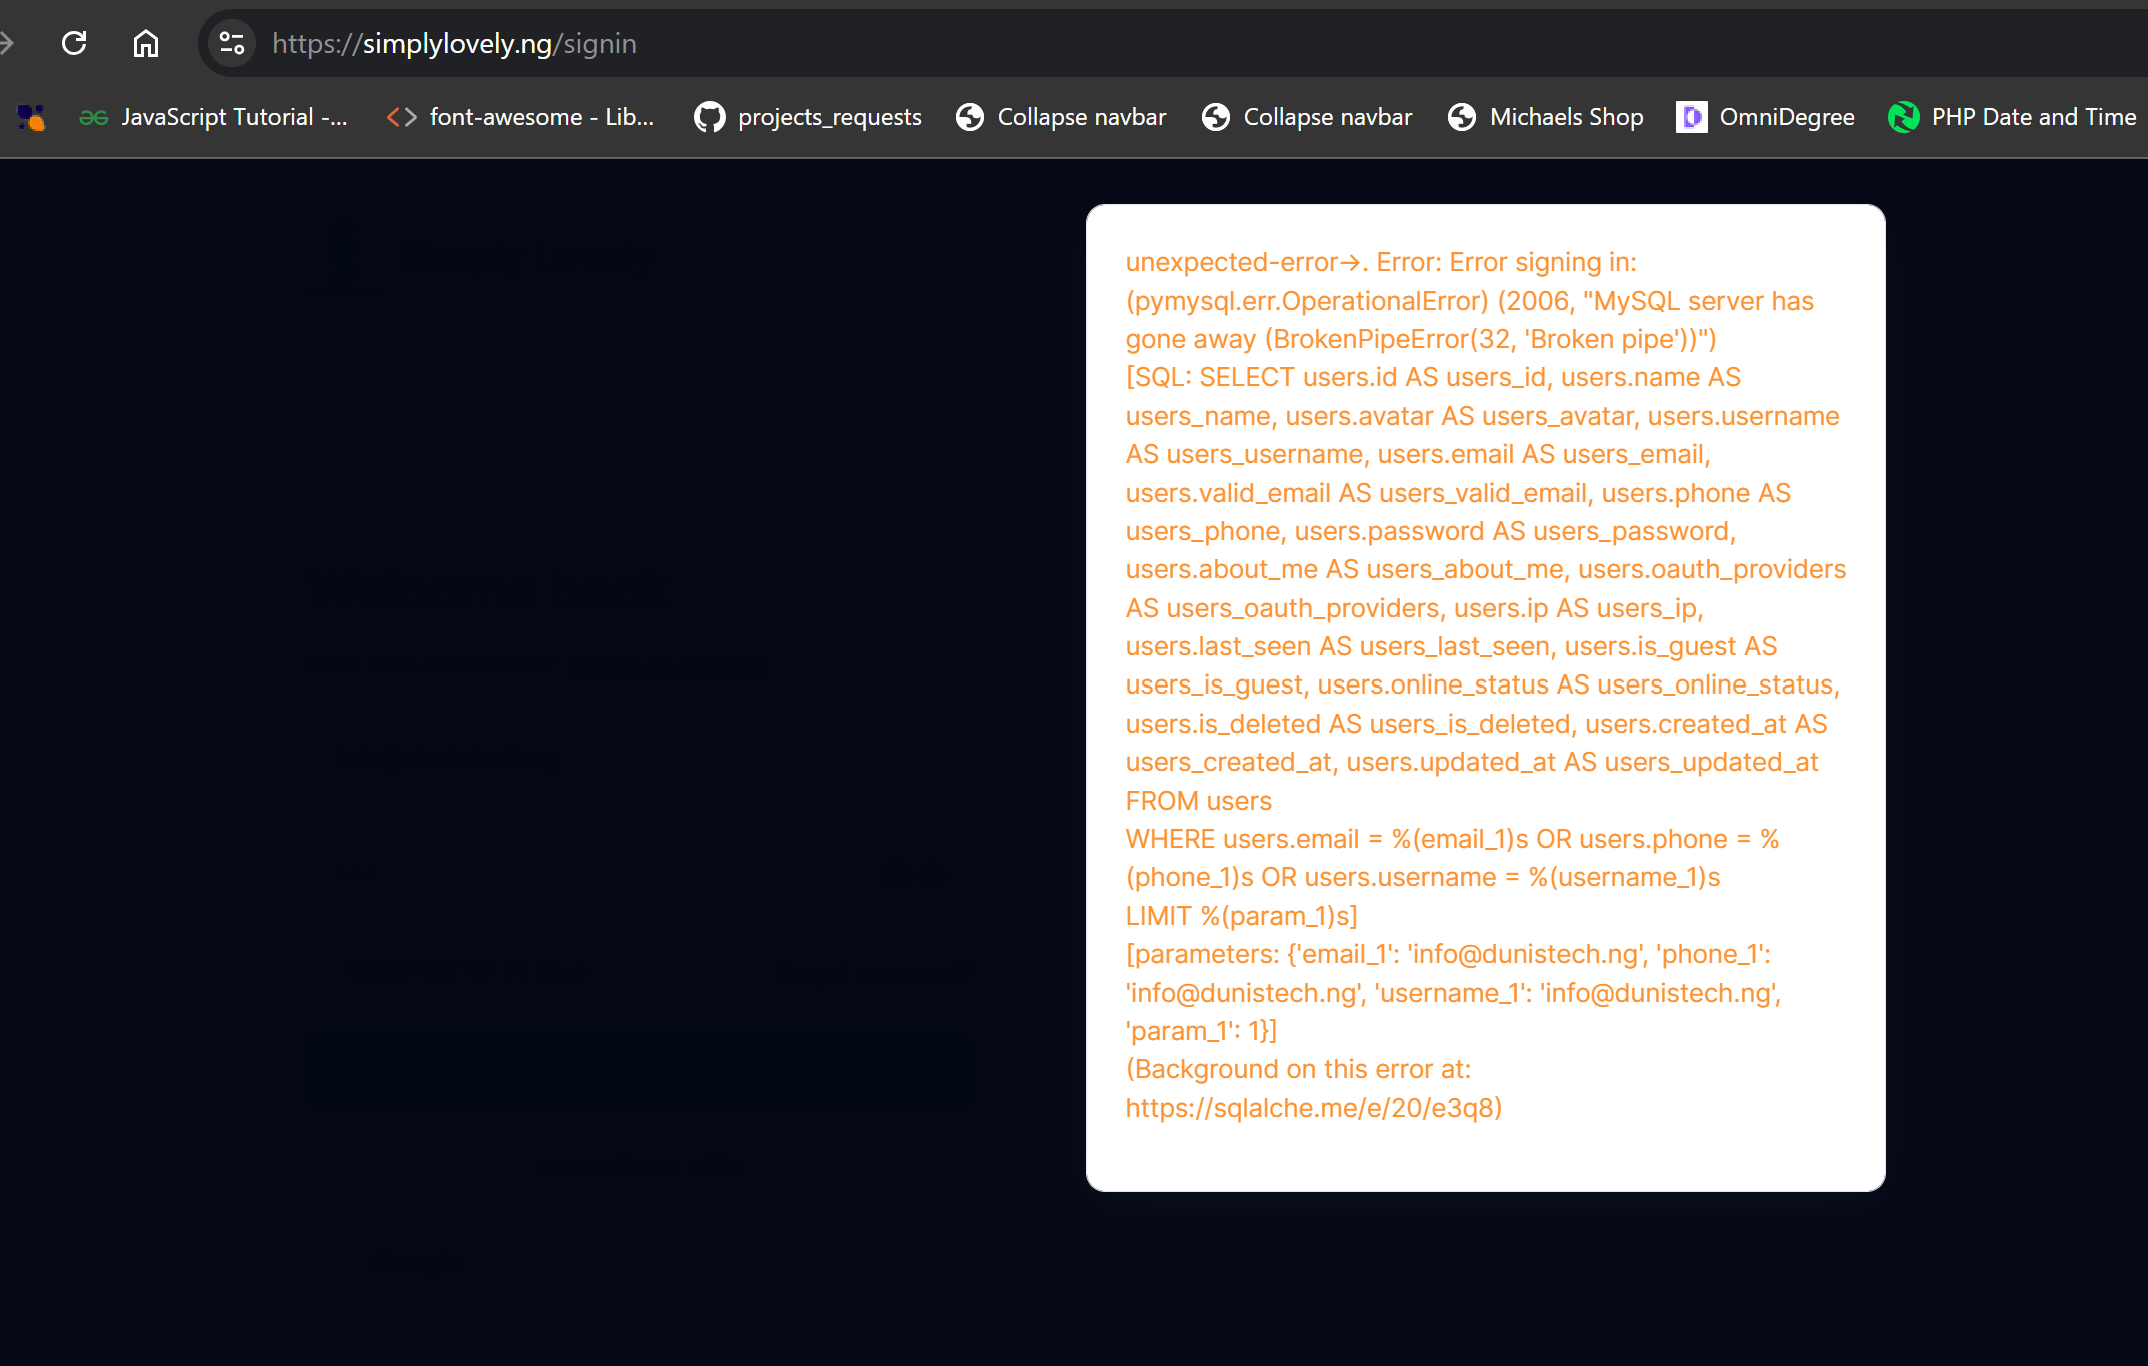 https://simplylovely.ng/signin
JavaScript Tutorial -...
font-awesome - Lib...
projects_requests
Collapse navbar
Collapse navbar
Michaels Shop
OmniDegree
PHP Date and Time
Welcome back
unexpected-error→. Error: Error signing in:
(pymysql.err.OperationalError) (2006, "MySQL server has
gone away (BrokenPipeError(32, 'Broken pipe'))")
[SQL: SELECT users.id AS users_id, users.name AS
users_name, users.avatar AS users_avatar, users.username
AS users_username, users.email AS users_email,
users.valid_email AS users_valid_email, users.phone AS
users_phone, users.password AS users_password,
users.about_me AS users_about_me, users.oauth_providers
AS users_oauth_providers, users.ip AS users_ip,
users.last_seen AS users_last_seen, users.is_guest AS
users_is_guest, users.online_status AS users_online_status,
users.is_deleted AS users_is_deleted, users.created_at AS
users_created_at, users.updated_at AS users_updated_at
FROM users
WHERE users.email = %(email_1)s OR users.phone = %
(phone_1)s OR users.username = %(username_1)s
LIMIT %(param_1)s]
[parameters: {'email_1': 'info@dunistech.ng', 'phone_1':
'info@dunistech.ng', 'username_1': 'info@dunistech.ng',
'param_1': 1}]
(Background on this error at:
https://sqlalche.me/e/20/e3q8)